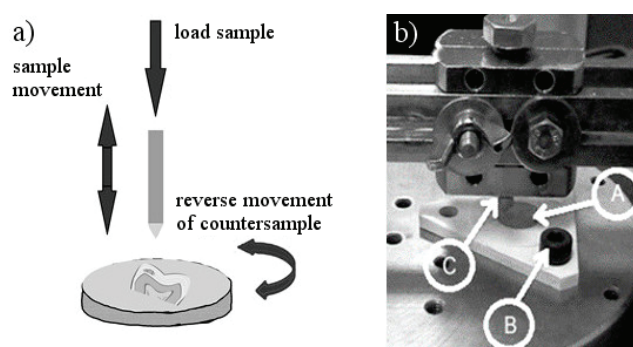 a)
load sample
sample
movement
reverse movement
of countersample
b)
A
C
B